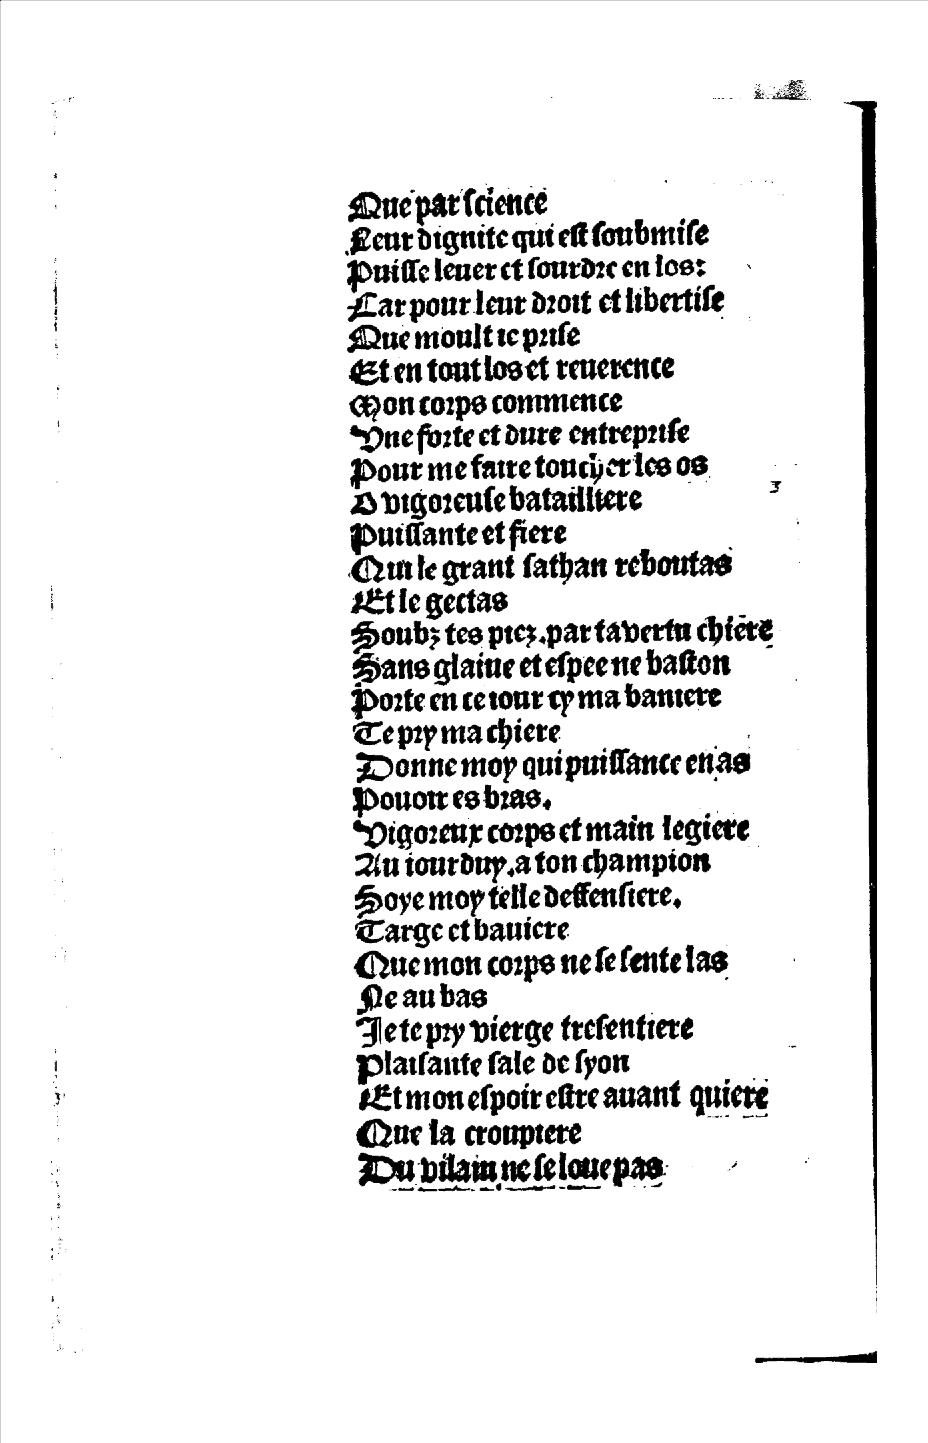 Que par science
Leur dignite qui est soubmise
Puisse leuer et sourdre en los:
Car pour leur droit et libertise
Que moult ie prise
Et en tout los et reuerence
Mon corps commence
Une forte et dure entreprise
Pour me faire toucher les os
O vigoreuse batailliere
Puissante et fiere
Qui le grant sathan reboutas
Et le gectas
Soubz tes piez, par ta vertu chiere
Sans glaiue et espee ne baston
Porte en ce iour cy ma baniere
Te pry ma chiere
Donne moy qui puissance en as
Pouoir es bras.
Vigoreux corps et main legiere
Au iourduy, a ton champion
Soye moy telle deffensiere.
Targe et bauiere
Que mon corps ne se sente las
Ne au bas
Je te pry vierge tresentiere
Plaisante sale de syon
Et mon espoir estre auant quiere
Que la croupiere
Du vilain ne se loue pas
3